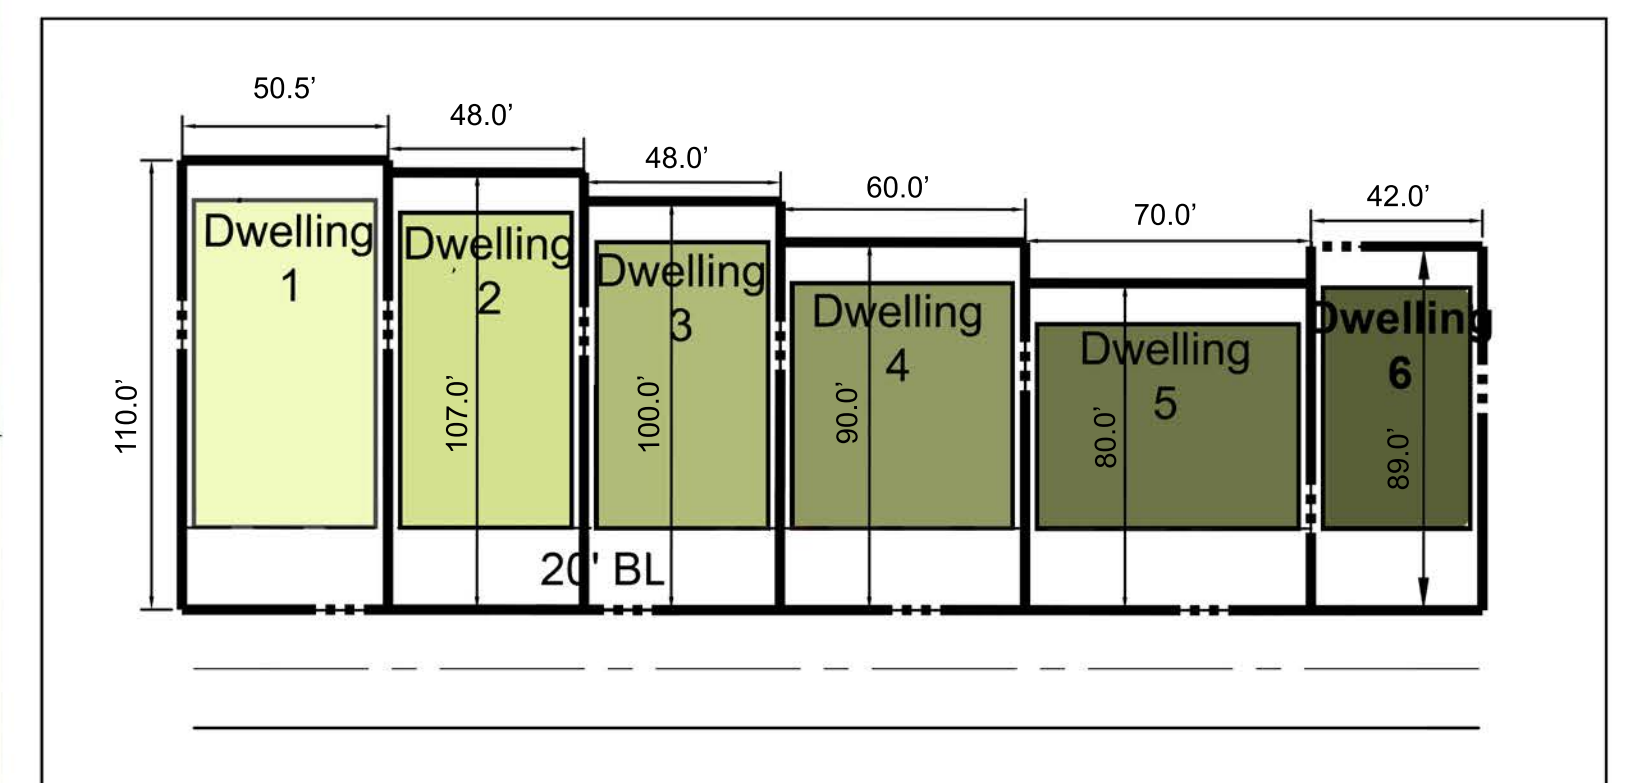 50.5’
48.0’
48.0’
60.0’
70.0’
42.0’
Dwelling
1
Dwelling
2
Dwelling
3
Dwelling
4
Dwelling
5
Dwelling
6
110.0’
107.0’
100.0’
90.0’
80.0’
89.0’
20' BL